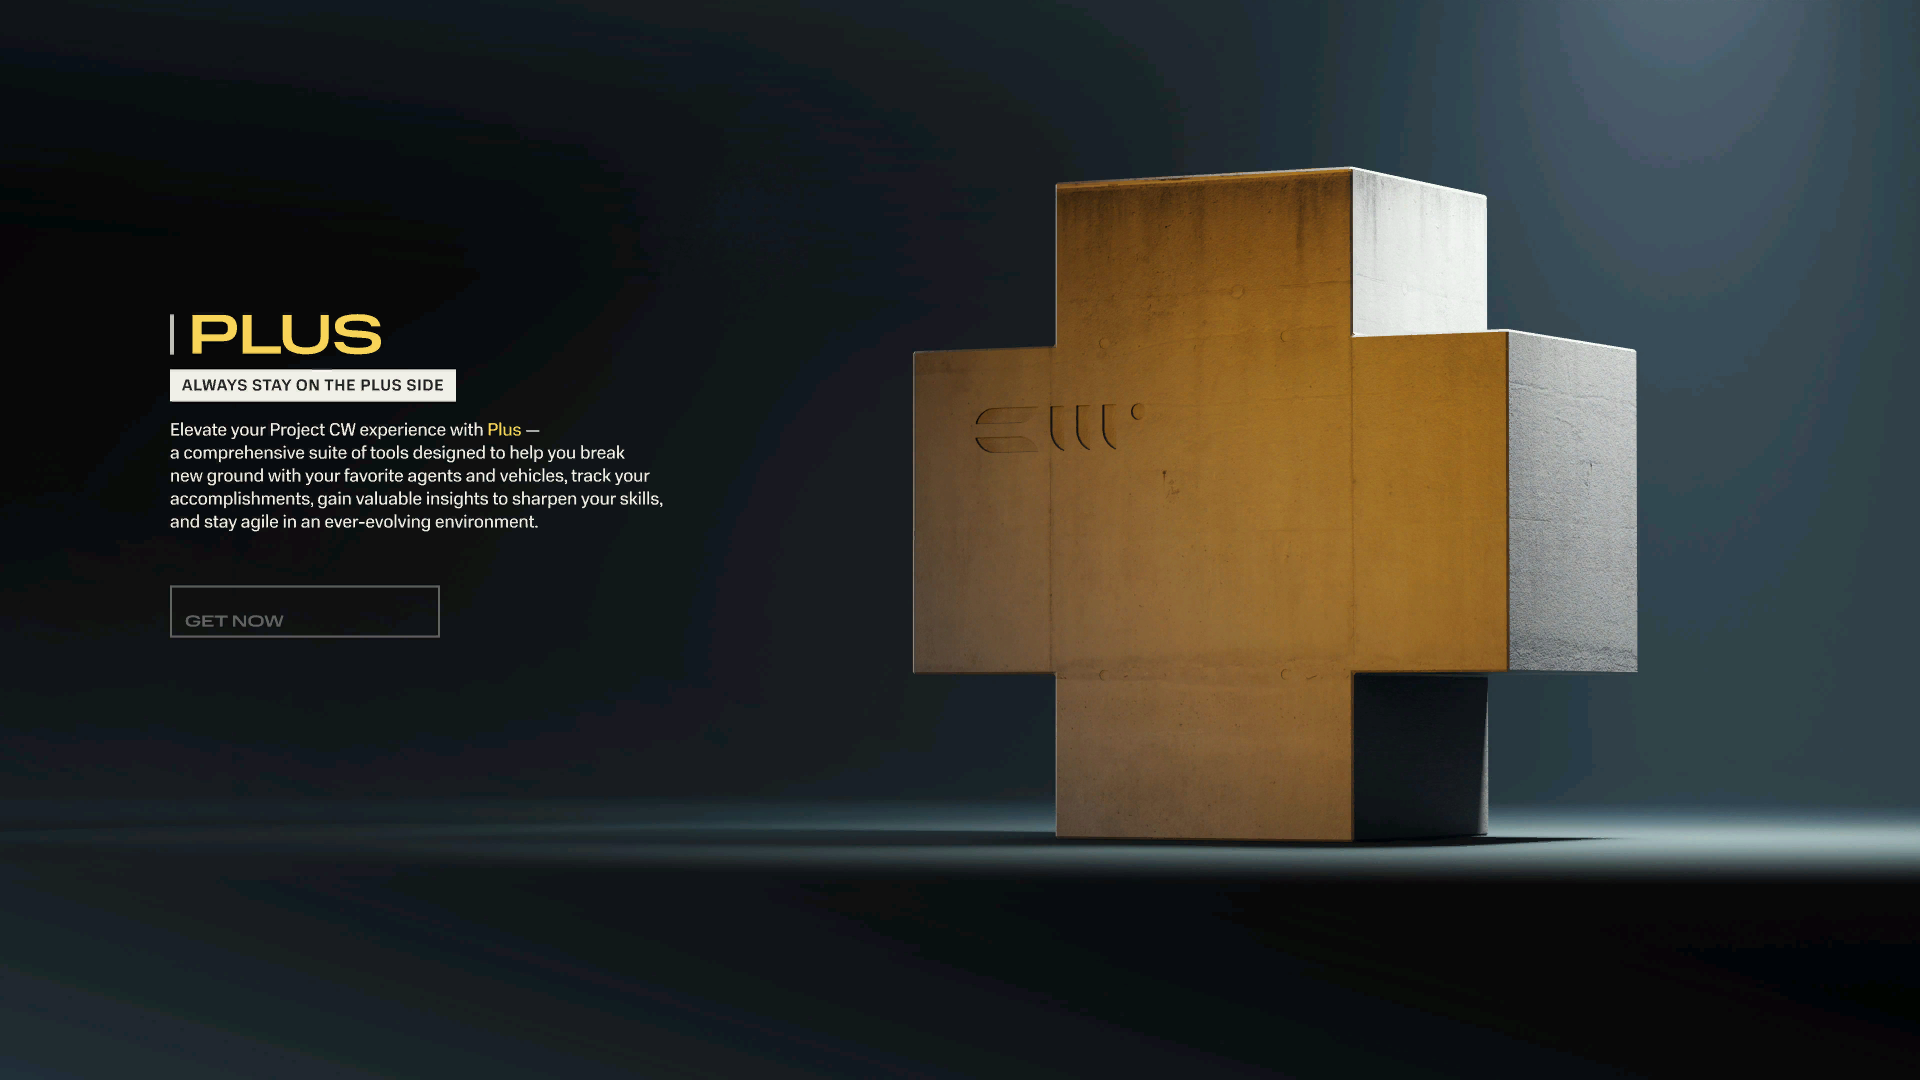 PLUS
ALWAYS STAY ON THE PLUS SIDE
Elevate your Project CW experience with Plus —
a comprehensive suite of tools designed to help you break
new ground with your favorite agents and vehicles, track your
accomplishments, gain valuable insights to sharpen your skills,
and stay agile in an ever-evolving environment.
GET NOW